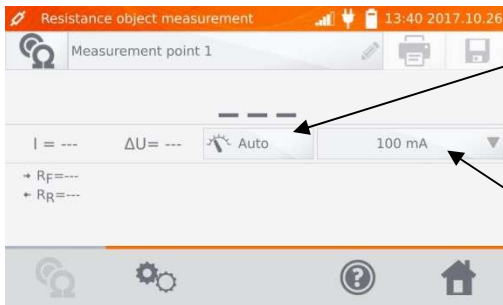 Resistance object measurement 13:40 2017.10.26
Measurement point 1
---
I = --- ΔU= --- Auto 100 mA
→ RF=---
← RR=---